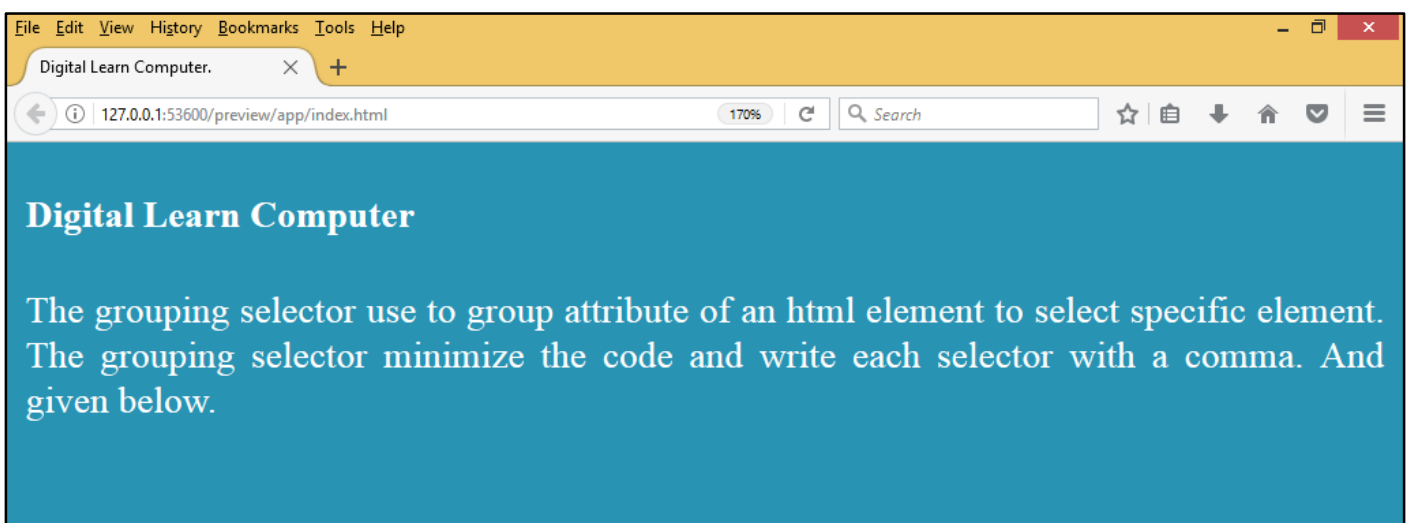 File Edit View History Bookmarks Tools Help
Digital Learn Computer.
127.0.0.1:53600/preview/app/index.html 170% Search
Digital Learn Computer
The grouping selector use to group attribute of an html element to select specific element.
The grouping selector minimize the code and write each selector with a comma. And
given below.